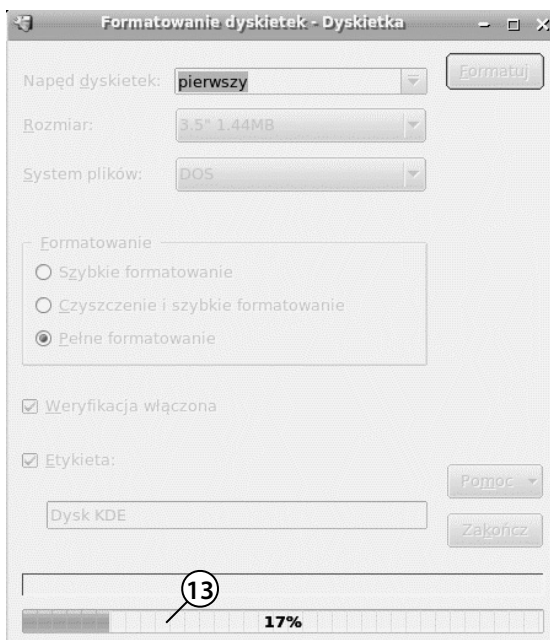 Formatowanie dyskietek - Dyskietka
Napęd dyskietek: pierwszy
Formatuj
Rozmiar: 3.5" 1.44MB
System plików: DOS
Formatowanie
Szybkie formatowanie
Czyszczenie i szybkie formatowanie
Pełne formatowanie
Weryfikacja włączona
Etykieta:
Pomoc
Dysk KDE
Zakończ
13
17%